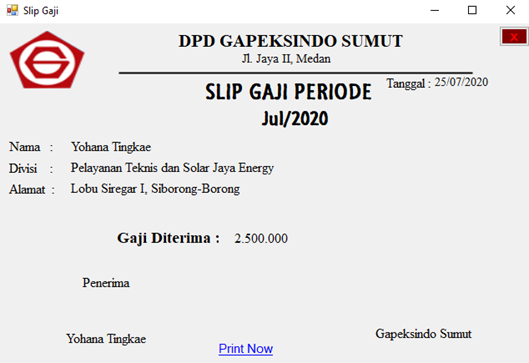 Slip Gaji
X
DPD GAPEKSINDO SUMUT
Jl. Jaya II, Medan
Tanggal : 25/07/2020
SLIP GAJI PERIODE
Jul/2020
Nama : Yohana Tingkae
Divisi : Pelayanan Teknis dan Solar Jaya Energy
Alamat : Lobu Siregar I, Siborong-Borong
Gaji Diterima : 2.500.000
Penerima
Yohana Tingkae
Gapeksindo Sumut
Print Now